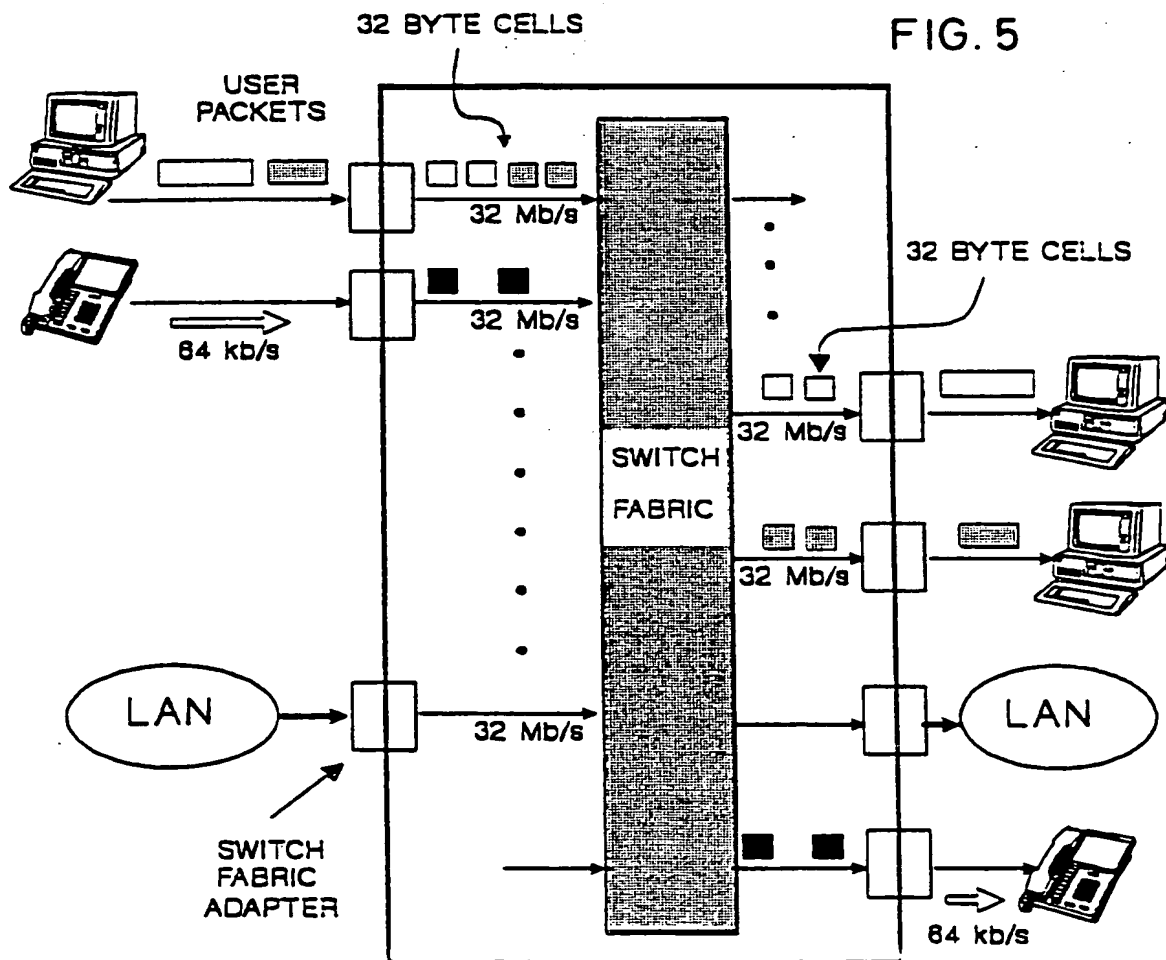 32 BYTE CELLS
FIG. 5
USER
PACKETS
32 Mb/s
32 BYTE CELLS
32 Mb/s
64 kb/s
32 Mb/s
SWITCH
FABRIC
32 Mb/s
LAN
32 Mb/s
LAN
SWITCH
FABRIC
ADAPTER
64 kb/s